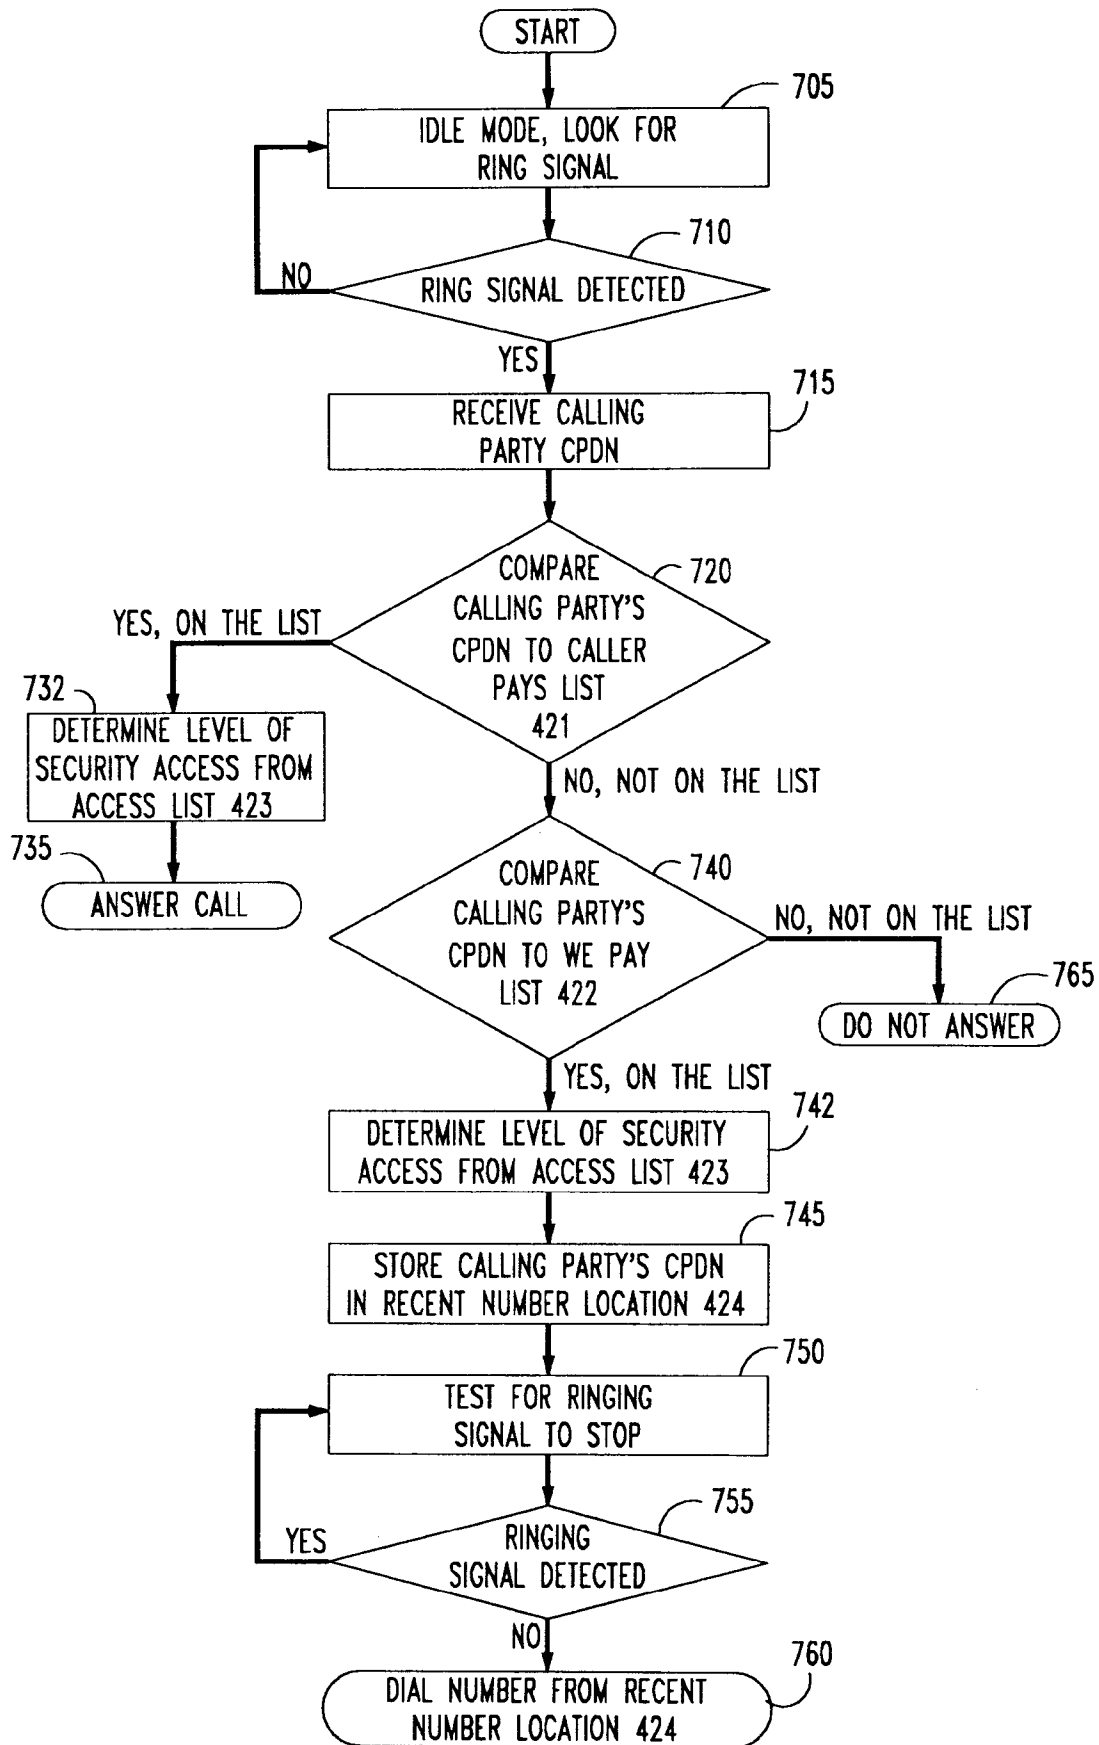 START
705
IDLE MODE, LOOK FOR
RING SIGNAL
710
RING SIGNAL DETECTED
NO
YES
715
RECEIVE CALLING
PARTY CPDN
720
COMPARE
CALLING PARTY'S
CPDN TO CALLER
PAYS LIST
421
YES, ON THE LIST
732
DETERMINE LEVEL OF
SECURITY ACCESS FROM
ACCESS LIST 423
735
ANSWER CALL
NO, NOT ON THE LIST
740
COMPARE
CALLING PARTY'S
CPDN TO WE PAY
LIST 422
NO, NOT ON THE LIST
765
DO NOT ANSWER
YES, ON THE LIST
742
DETERMINE LEVEL OF SECURITY
ACCESS FROM ACCESS LIST 423
745
STORE CALLING PARTY'S CPDN
IN RECENT NUMBER LOCATION 424
750
TEST FOR RINGING
SIGNAL TO STOP
755
RINGING
SIGNAL DETECTED
YES
NO
760
DIAL NUMBER FROM RECENT
NUMBER LOCATION 424